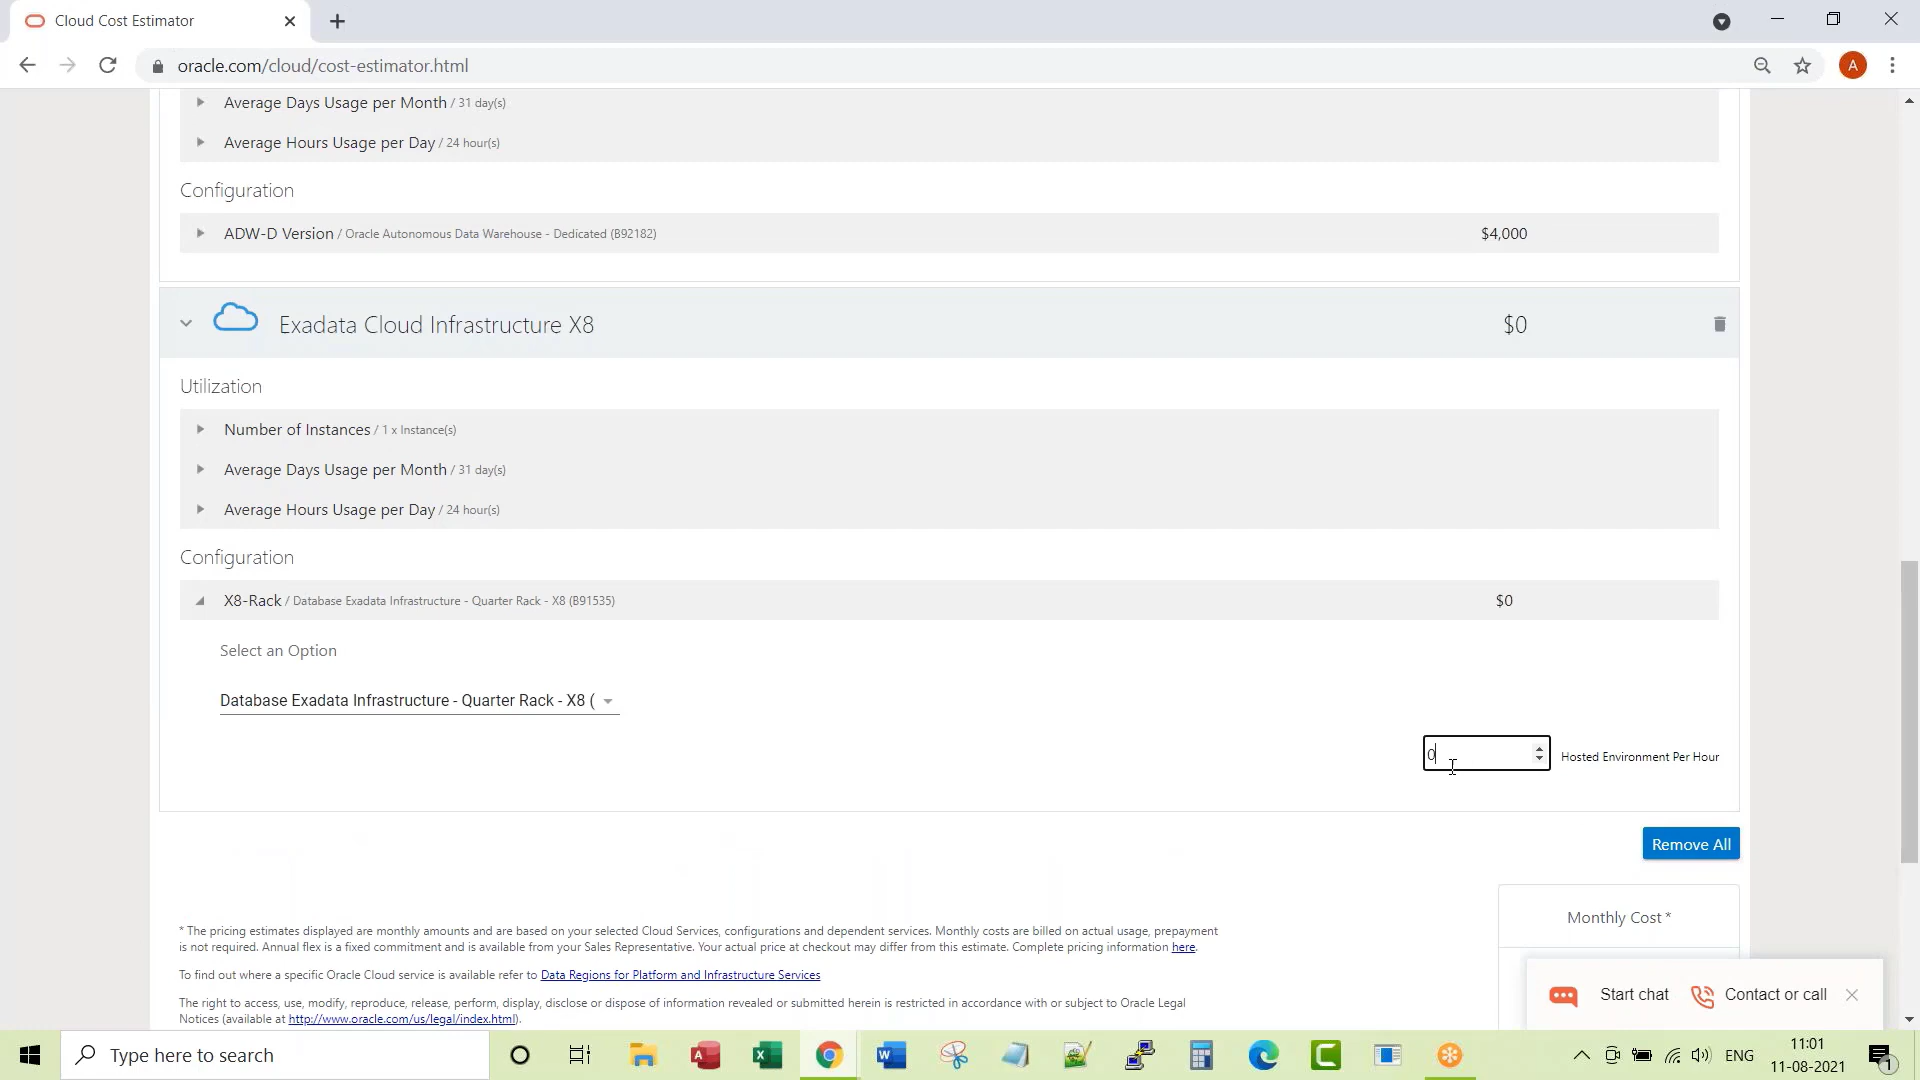 Cloud Cost Estimator
oracle.com/cloud/cost-estimator.html
A
Average Days Usage per Month / 31 day(s)
Average Hours Usage per Day / 24 hour(s)
Configuration
ADW-D Version / Oracle Autonomous Data Warehouse - Dedicated (B92182) $4,000
Exadata Cloud Infrastructure X8 $0
Utilization
Number of Instances / 1 x Instance(s)
Average Days Usage per Month / 31 day(s)
Average Hours Usage per Day / 24 hour(s)
Configuration
X8-Rack / Database Exadata Infrastructure - Quarter Rack - X8 (B91535) $0
Select an Option
Database Exadata Infrastructure - Quarter Rack - X8 (
0 Hosted Environment Per Hour
Remove All
Monthly Cost *
* The pricing estimates displayed are monthly amounts and are based on your selected Cloud Services, configurations and dependent services. Monthly costs are billed on actual usage, prepayment
is not required. Annual flex is a fixed commitment and is available from your Sales Representative. Your actual price at checkout may differ from this estimate. Complete pricing information here.
To find out where a specific Oracle Cloud service is available refer to Data Regions for Platform and Infrastructure Services
The right to access, use, modify, reproduce, release, perform, display, disclose or dispose of information revealed or submitted herein is restricted in accordance with or subject to Oracle Legal
Notices (available at http://www.oracle.com/us/legal/index.html).
Start chat Contact or call
Type here to search
ENG
11:01
11-08-2021
1